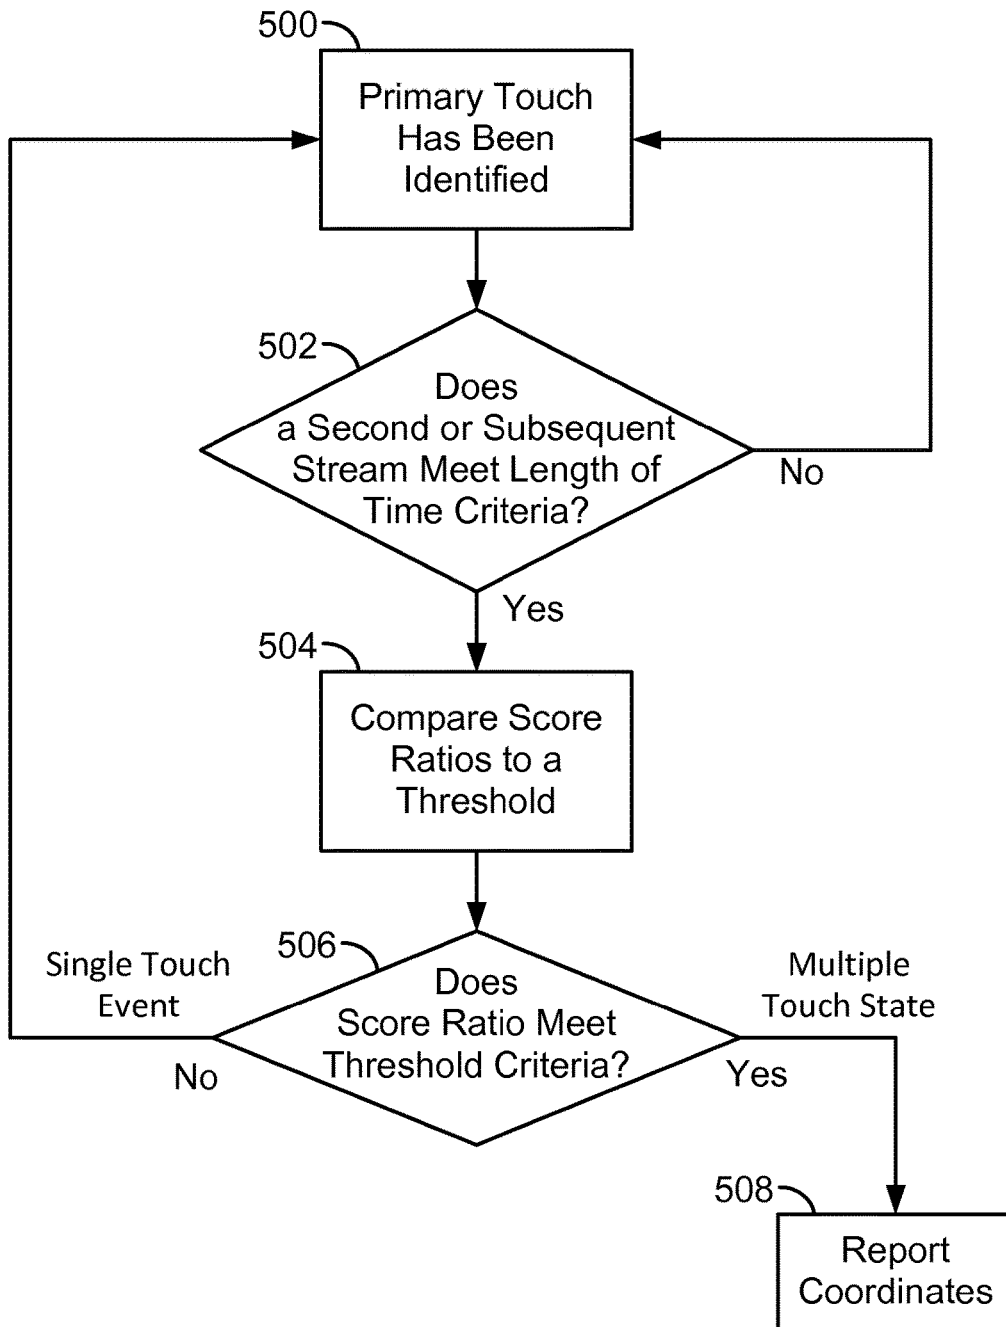 500
Primary Touch
Has Been
Identified
502
Does
a Second or Subsequent
Stream Meet Length of
Time Criteria?
No
Yes
504
Compare Score
Ratios to a
Threshold
506
Single Touch
Event
Does
Score Ratio Meet
Threshold Criteria?
Multiple
Touch State
No
Yes
508
Report
Coordinates